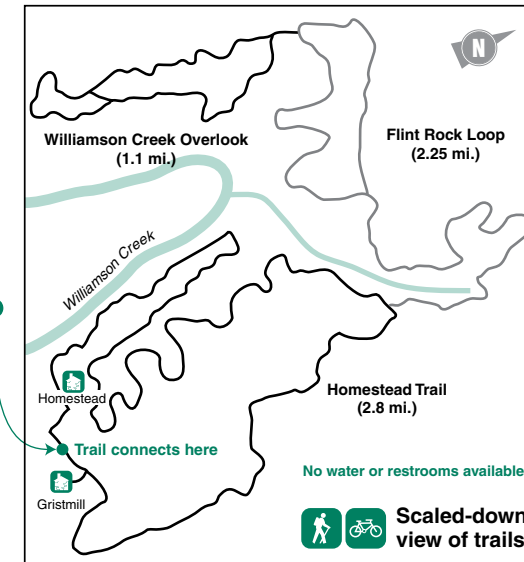 N
Williamson Creek Overlook
(1.1 mi.)
Flint Rock Loop
(2.25 mi.)
Williamson Creek
Homestead
Homestead Trail
(2.8 mi.)
Trail connects here
Gristmill
No water or restrooms available
Scaled-down
view of trails